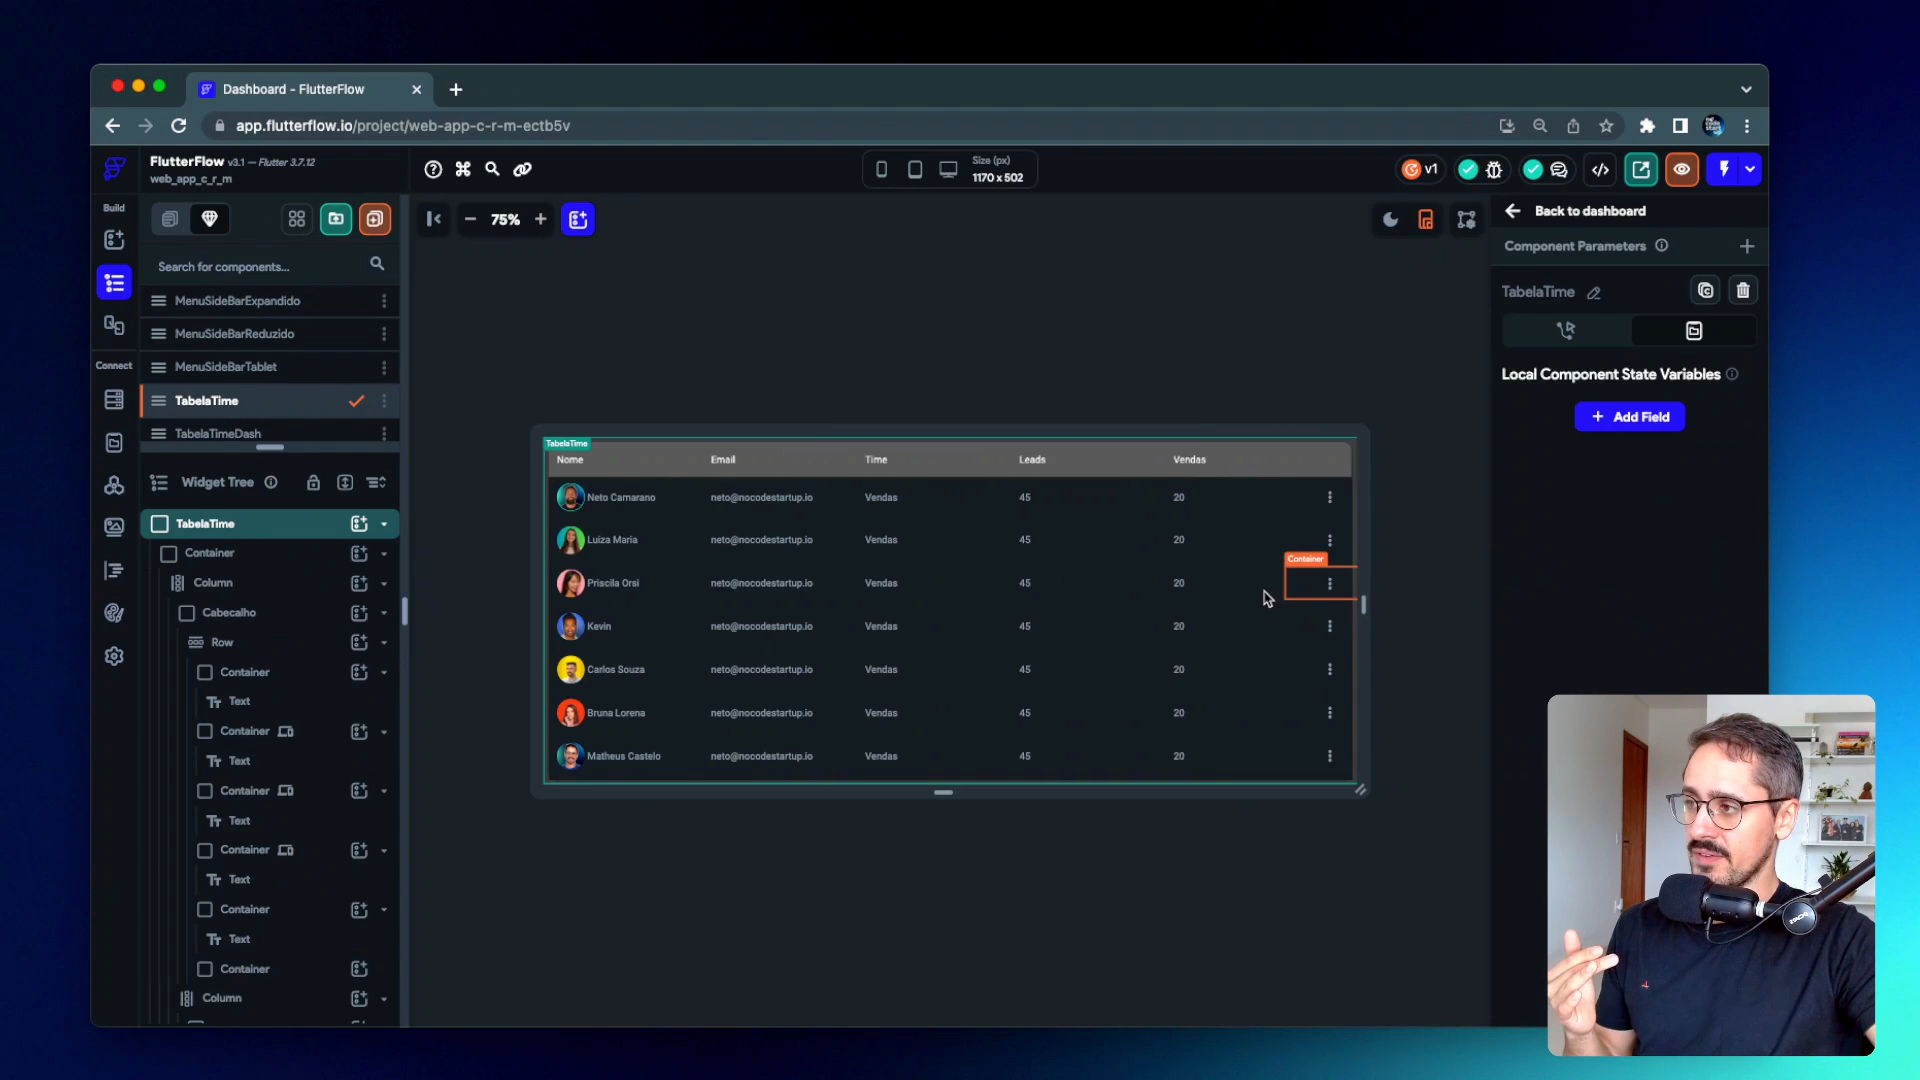 Dashboard - FlutterFlow
app.flutterflow.io/project/web-app-c-r-m-ectb5v
FlutterFlow v3.1 — Flutter 3.7.12
web_app_c_r_m
Size (px)
1170 x 502
v1
Build
75%
Back to dashboard
Component Parameters
Search for components...
TabelaTime
MenuSideBarExpandido
MenuSideBarReduzido
MenuSideBarTablet
Connect
Local Component State Variables
TabelaTime
+ Add Field
TabelaTimeDash
TabelaTime
Nome Email Time Leads Vendas
Widget Tree
Neto Camarano neto@nocodestartup.io Vendas 45 20
TabelaTime
Luiza Maria neto@nocodestartup.io Vendas 45 20
Container
Container
Priscila Orsi neto@nocodestartup.io Vendas 45 20
Column
Cabecalho
Kevin neto@nocodestartup.io Vendas 45 20
Row
Carlos Souza neto@nocodestartup.io Vendas 45 20
Container
Tt Text
Bruna Lorena neto@nocodestartup.io Vendas 45 20
Container
Matheus Castelo neto@nocodestartup.io Vendas 45 20
Tt Text
Container
Tt Text
Container
Tt Text
Container
Tt Text
Container
Column